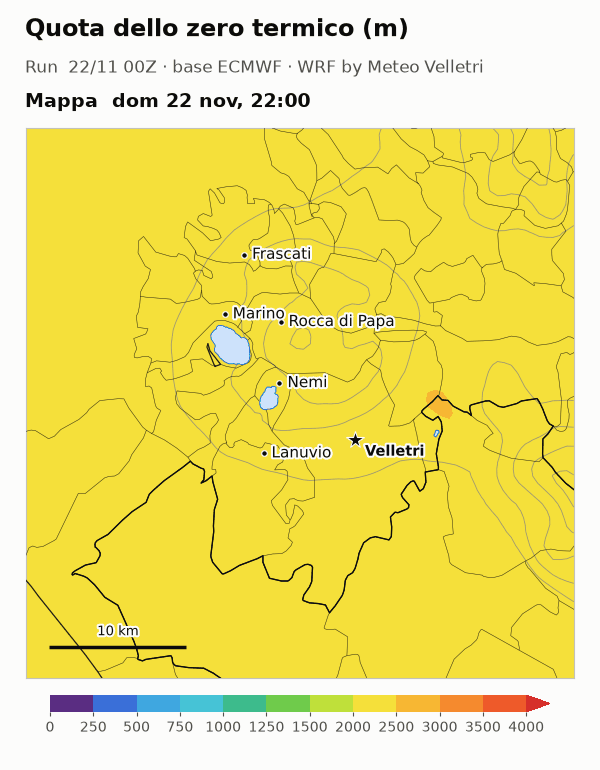 Quota dello zero termico (m)
Run  22/11 00Z · base ECMWF · WRF by Meteo Velletri
Mappa  dom 22 nov, 22:00
Frascati
Marino
Rocca di Papa
Nemi
Lanuvio
Velletri
10 km
0 250 500 750 1000 1250 1500 2000 2500 3000 3500 4000